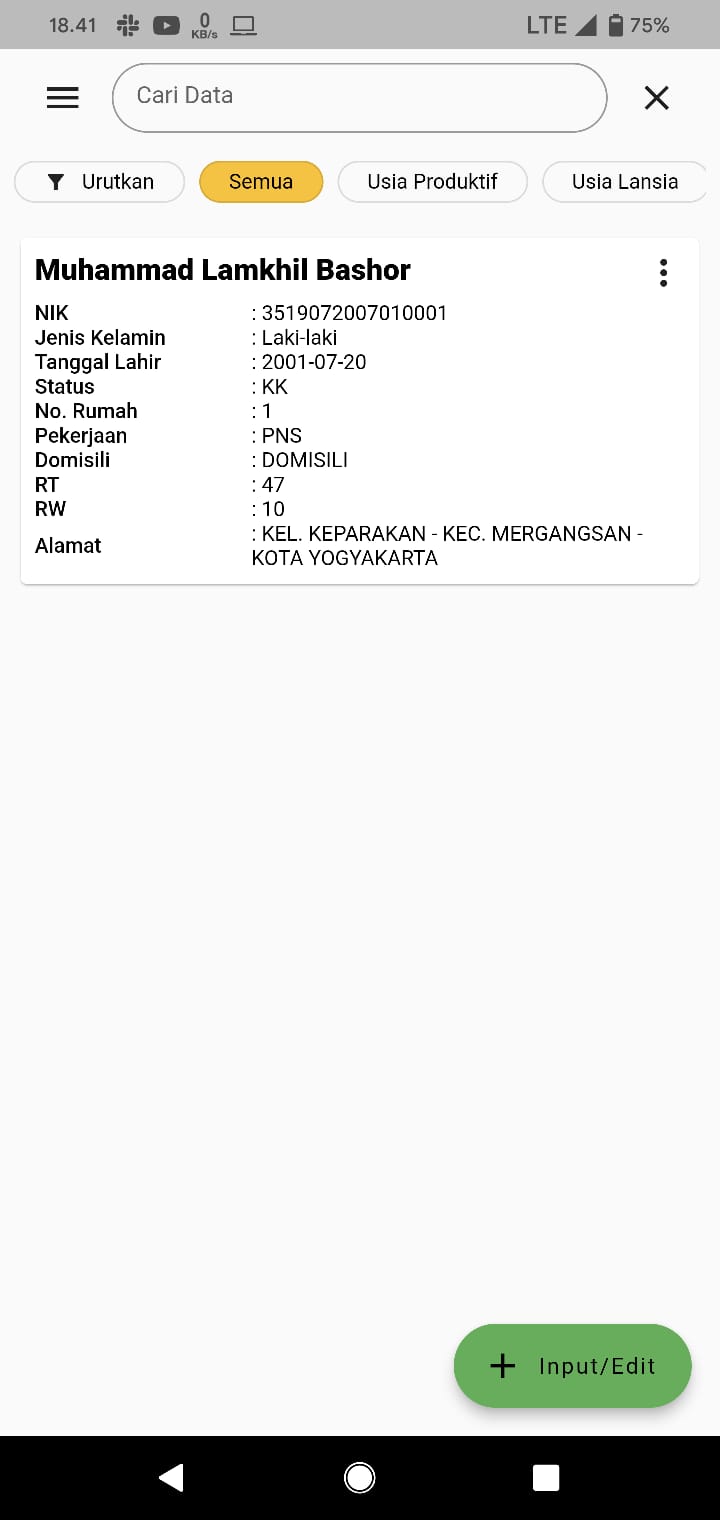 18.41 0 KB/s LTE 75%
Cari Data
Urutkan Semua Usia Produktif Usia Lansia
Muhammad Lamkhil Bashor
NIK : 3519072007010001
Jenis Kelamin : Laki-laki
Tanggal Lahir : 2001-07-20
Status : KK
No. Rumah : 1
Pekerjaan : PNS
Domisili : DOMISILI
RT : 47
RW : 10
Alamat : KEL. KEPARAKAN - KEC. MERGANGSAN -
KOTA YOGYAKARTA
Input/Edit